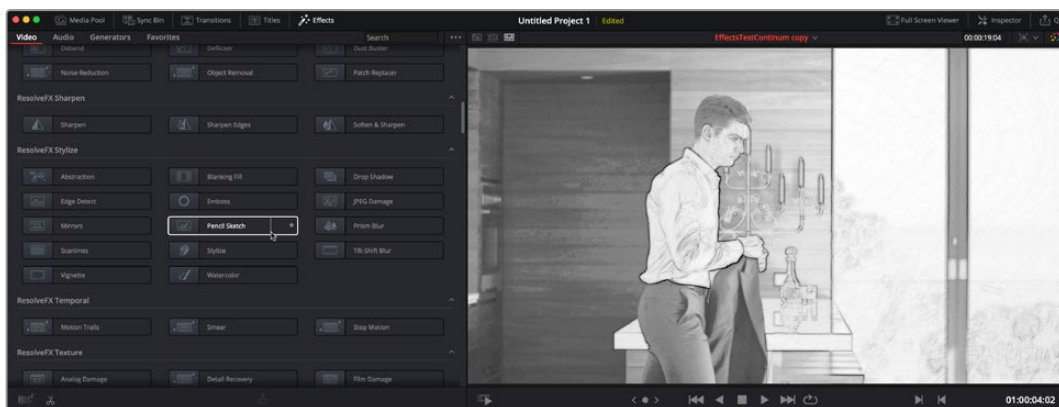 Media Pool Sync Bin Transitions Titles Effects Untitled Project 1 Edited Full Screen Viewer Inspector
Video Audio Generators Favorites Search EffectsTestContinum copy 00:00:19:04
Deband Deflicker Dust Buster
Noise Reduction Object Removal Patch Replacer
ResolveFX Sharpen
Sharpen Sharpen Edges Soften & Sharpen
ResolveFX Stylize
Abstraction Blanking Fill Drop Shadow
Edge Detect Emboss JPEG Damage
Mirrors Pencil Sketch Prism Blur
Scanlines Stylize Tilt-Shift Blur
Vignette Watercolor
ResolveFX Temporal
Motion Trails Smear Stop Motion
ResolveFX Texture
Analog Damage Detail Recovery Film Damage
01:00:04:02